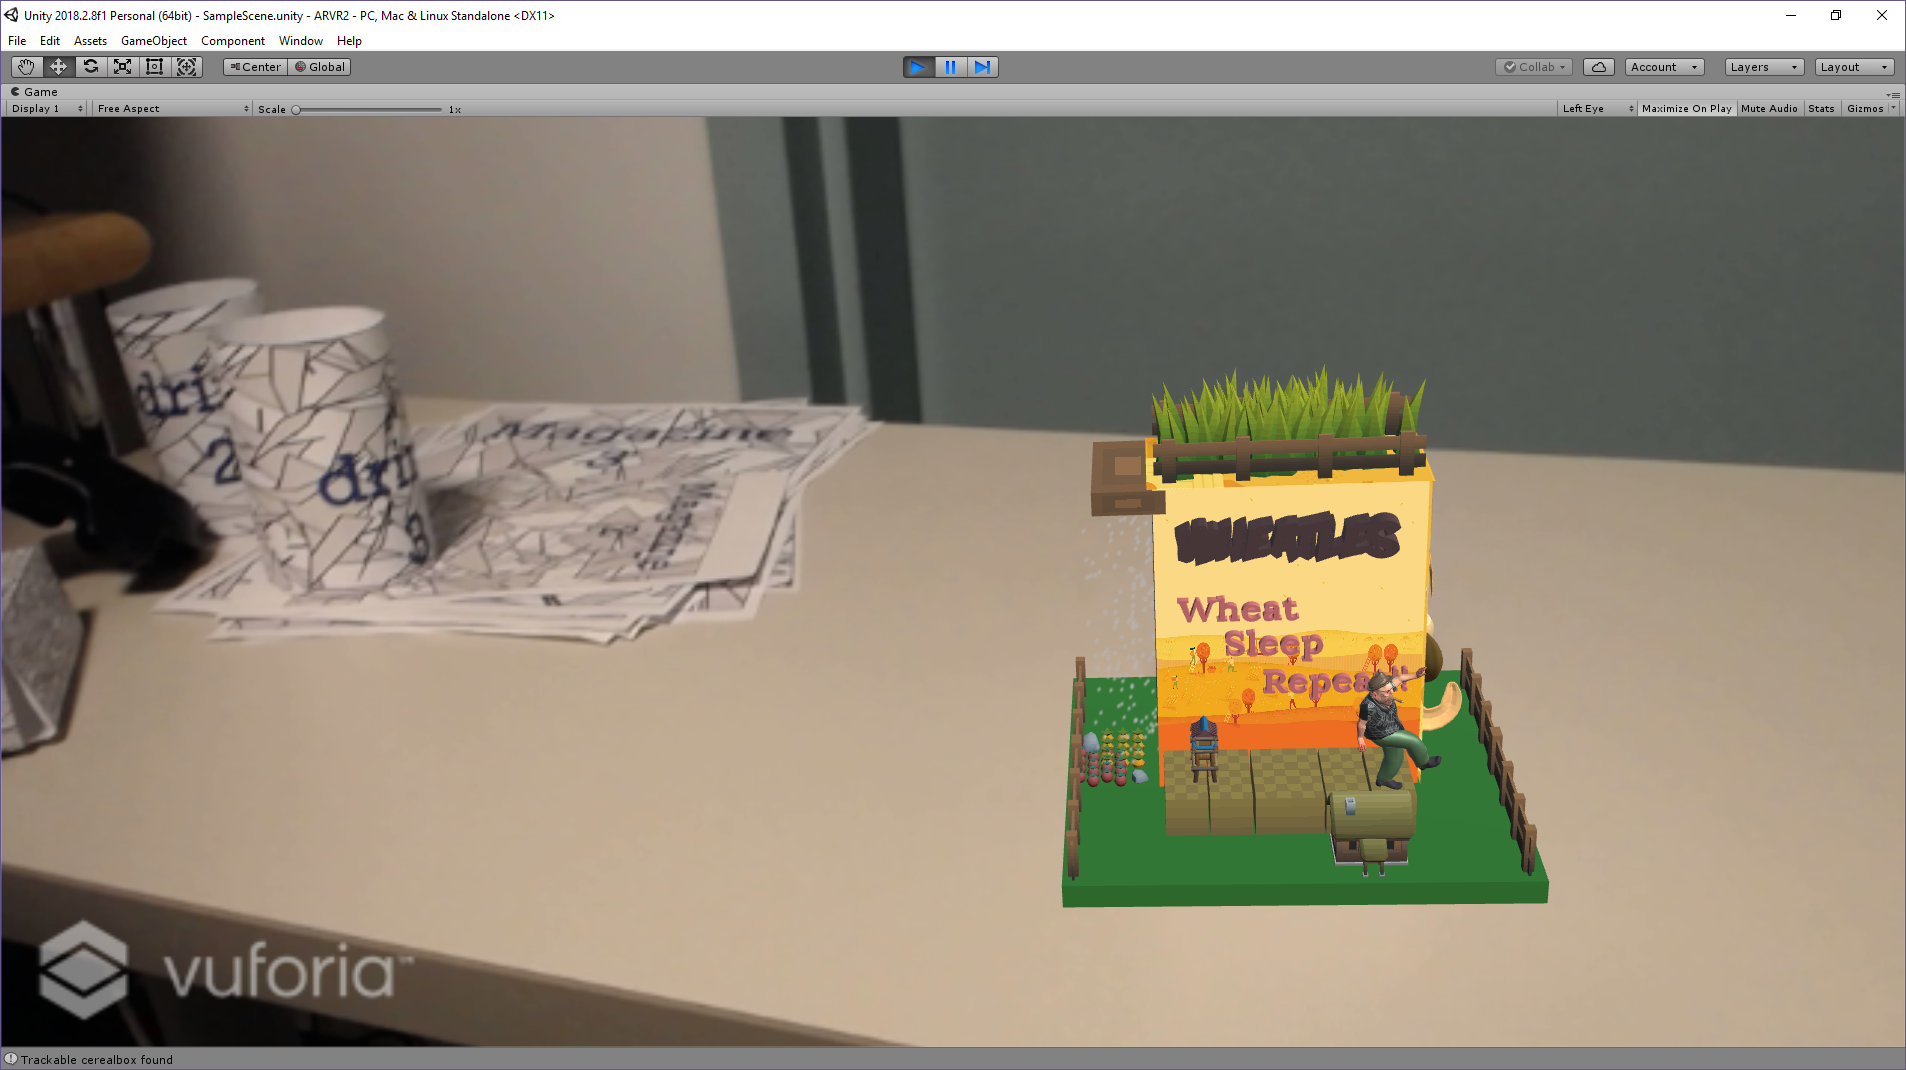 Unity 2018.2.8f1 Personal (64bit) - SampleScene.unity - ARVR2 - PC, Mac & Linux Standalone <DX11>
File Edit Assets GameObject Component Window Help
Center Global Collab Account Layers Layout
Game
Display 1 Free Aspect Scale 1x Left Eye Maximize On Play Mute Audio Stats Gizmos
dri
2
dri
3
Magazine
WHEATLES
Wheat
Sleep
Repeat!
vuforia™
Trackable cerealbox found